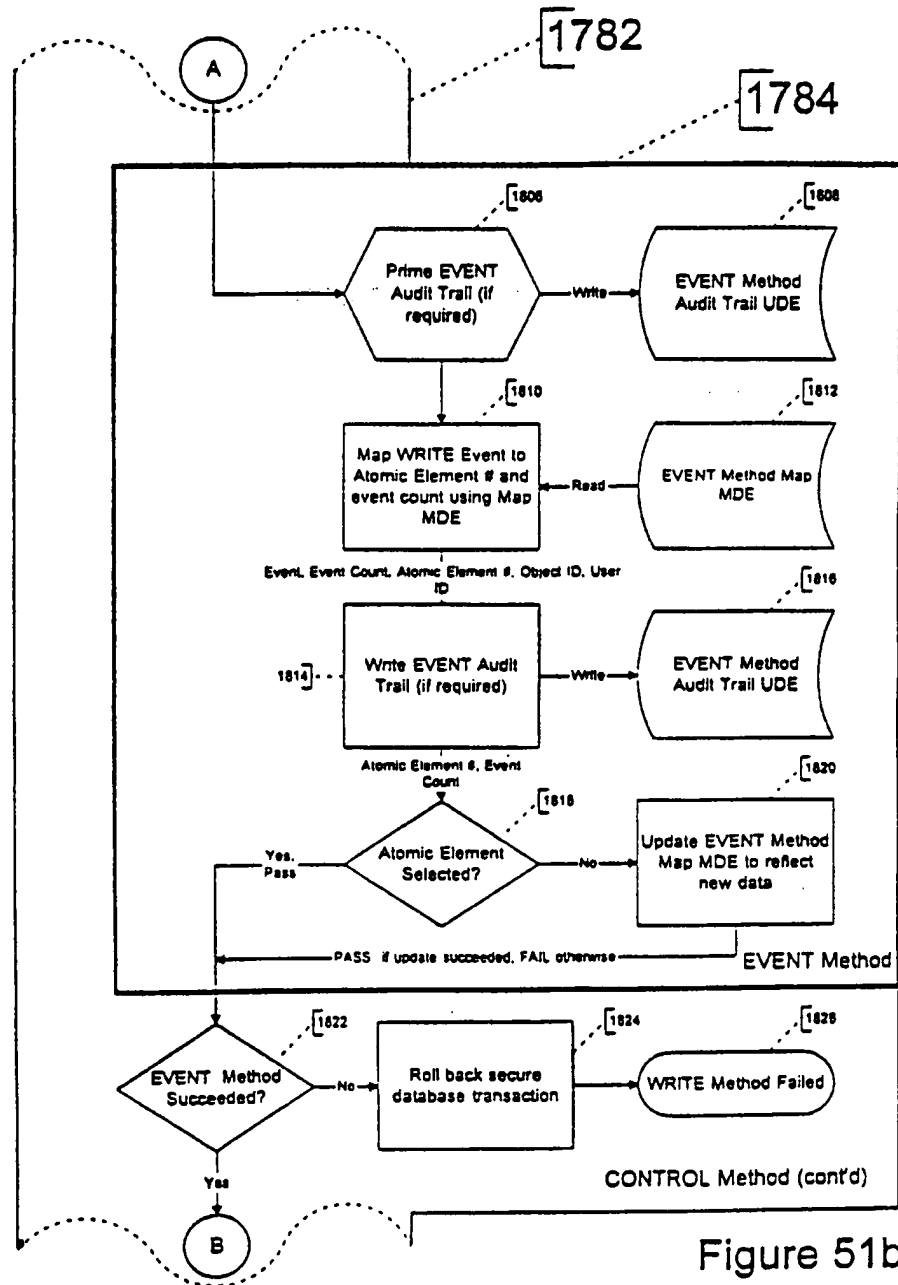 1782
A
1784
1806
1808
Prime EVENT
Audit Trail (if
required)
Write
EVENT Method
Audit Trail UDE
1810
1812
Map WRITE Event to
Atomic Element # and
event count using Map
MDE
Read
EVENT Method Map
MDE
Event, Event Count, Atomic Element #, Object ID, User
ID
1816
1814
Write EVENT Audit
Trail (if required)
Write
EVENT Method
Audit Trail UDE
Atomic Element #, Event
Count
1818
1820
Yes,
Pass
Atomic Element
Selected?
No
Update EVENT Method
Map MDE to reflect
new data
PASS if update succeeded, FAIL otherwise
EVENT Method
1822
1824
1826
EVENT Method
Succeeded?
No
Roll back secure
database transaction
WRITE Method Failed
Yes
CONTROL Method (cont'd)
B
Figure 51b